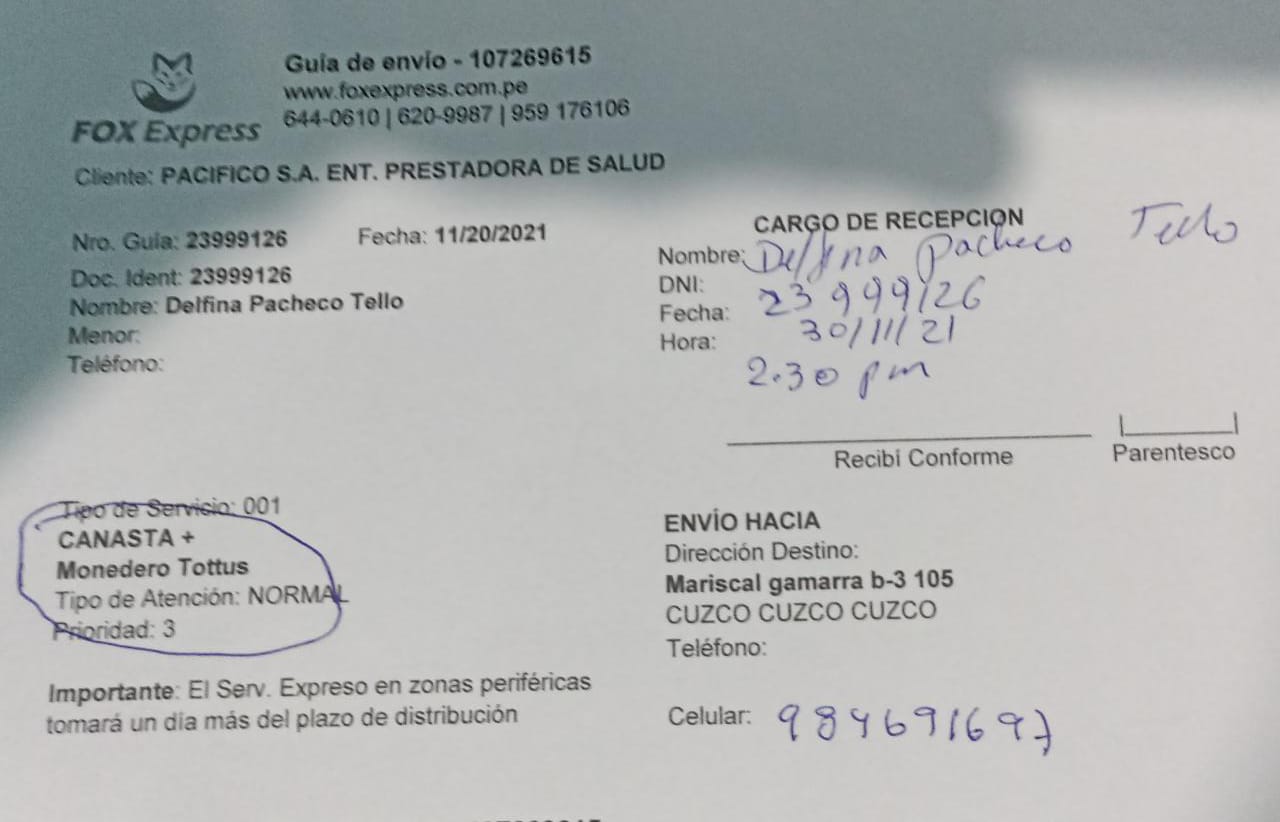 Guía de envío - 107269615
www.foxexpress.com.pe
644-0610 | 620-9987 | 959 176106
FOX Express
Cliente: PACIFICO S.A. ENT. PRESTADORA DE SALUD
Nro. Guía: 23999126 Fecha: 11/20/2021
Doc. Ident: 23999126
Nombre: Delfina Pacheco Tello
Menor:
Teléfono:
CARGO DE RECEPCION
Nombre: Delfina Pacheco Tello
DNI: 23999126
Fecha: 30/11/21
Hora: 2.30 pm
Recibí Conforme Parentesco
Tipo de Servicio: 001
CANASTA +
Monedero Tottus
Tipo de Atención: NORMAL
Prioridad: 3
ENVÍO HACIA
Dirección Destino:
Mariscal gamarra b-3 105
CUZCO CUZCO CUZCO
Teléfono:
Importante: El Serv. Expreso en zonas periféricas
tomará un día más del plazo de distribución
Celular: 984691697